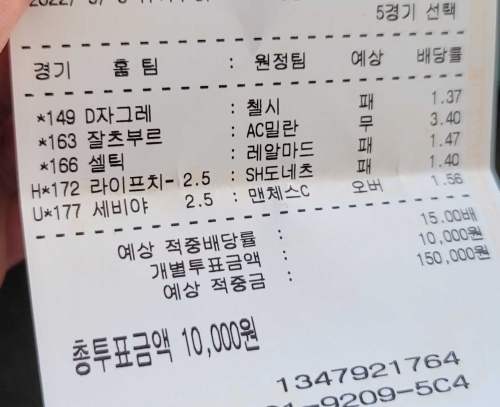 5경기 선택
경기 홈 팀 : 원정팀 예상 배당률
*149 D자그레 : 첼시 패 1.37
*163 잘츠부르 : AC밀란 무 3.40
*166 셀틱 : 레알마드 패 1.47
H*172 라이프치- 2.5 : SH도네츠 패 1.40
U*177 세비야 2.5 : 맨체스C 오버 1.56
예상 적중배당률 : 15.00배
개별투표금액 : 10,000원
예상 적중금 : 150,000원
총투표금액 10,000원
1347921764
-9209-5C4